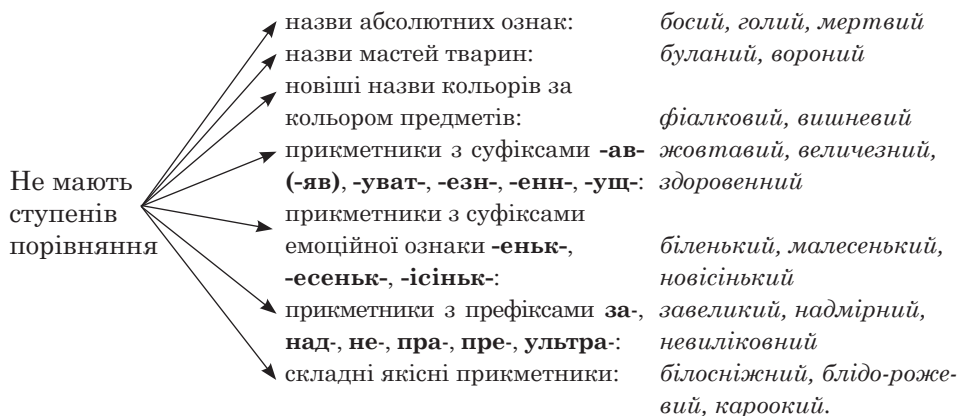 назви абсолютних ознак: босий, голий, мертвий
назви мастей тварин: буланий, вороний
новіші назви кольорів за
кольором предметів: фіалковий, вишневий
прикметники з суфіксами -ав- жовтавий, величезний,
(-яв), -уват-, -езн-, -енн-, -ущ-: здоровенний
Не мають
ступенів
порівняння
прикметники з суфіксами
емоційної ознаки -еньк-, біленький, малесенький,
-есеньк-, -ісіньк-: новісінький
прикметники з префіксами за-, завеликий, надмірний,
над-, не-, пра-, пре-, ультра-: невиліковний
складні якісні прикметники: білосніжний, блідо-роже-
вий, кароокий.